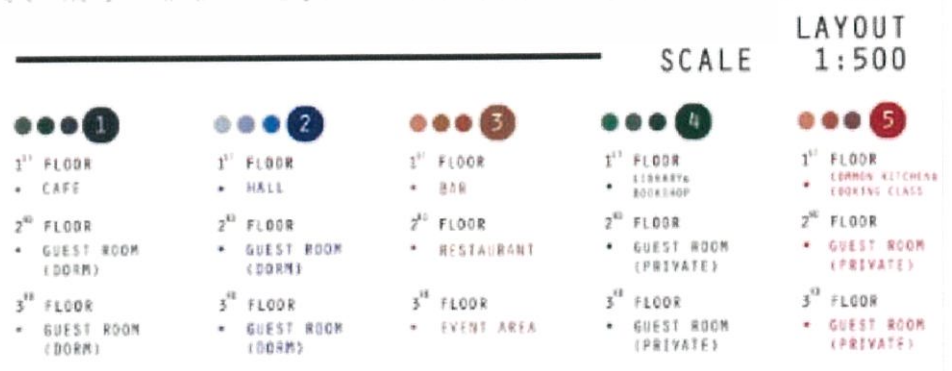 LAYOUT
SCALE 1:500
1
1ST FLOOR
• CAFE
2ND FLOOR
• GUEST ROOM
(DORM)
3RD FLOOR
• GUEST ROOM
(DORM)
2
1ST FLOOR
• HALL
2ND FLOOR
• GUEST ROOM
(DORM)
3RD FLOOR
• GUEST ROOM
(DORM)
3
1ST FLOOR
• BAR
2ND FLOOR
• RESTAURANT
3RD FLOOR
• EVENT AREA
4
1ST FLOOR
• LIBRARY&
BOOKSHOP
2ND FLOOR
• GUEST ROOM
(PRIVATE)
3RD FLOOR
• GUEST ROOM
(PRIVATE)
5
1ST FLOOR
• COMMON KITCHEN&
COOKING CLASS
2ND FLOOR
• GUEST ROOM
(PRIVATE)
3RD FLOOR
• GUEST ROOM
(PRIVATE)